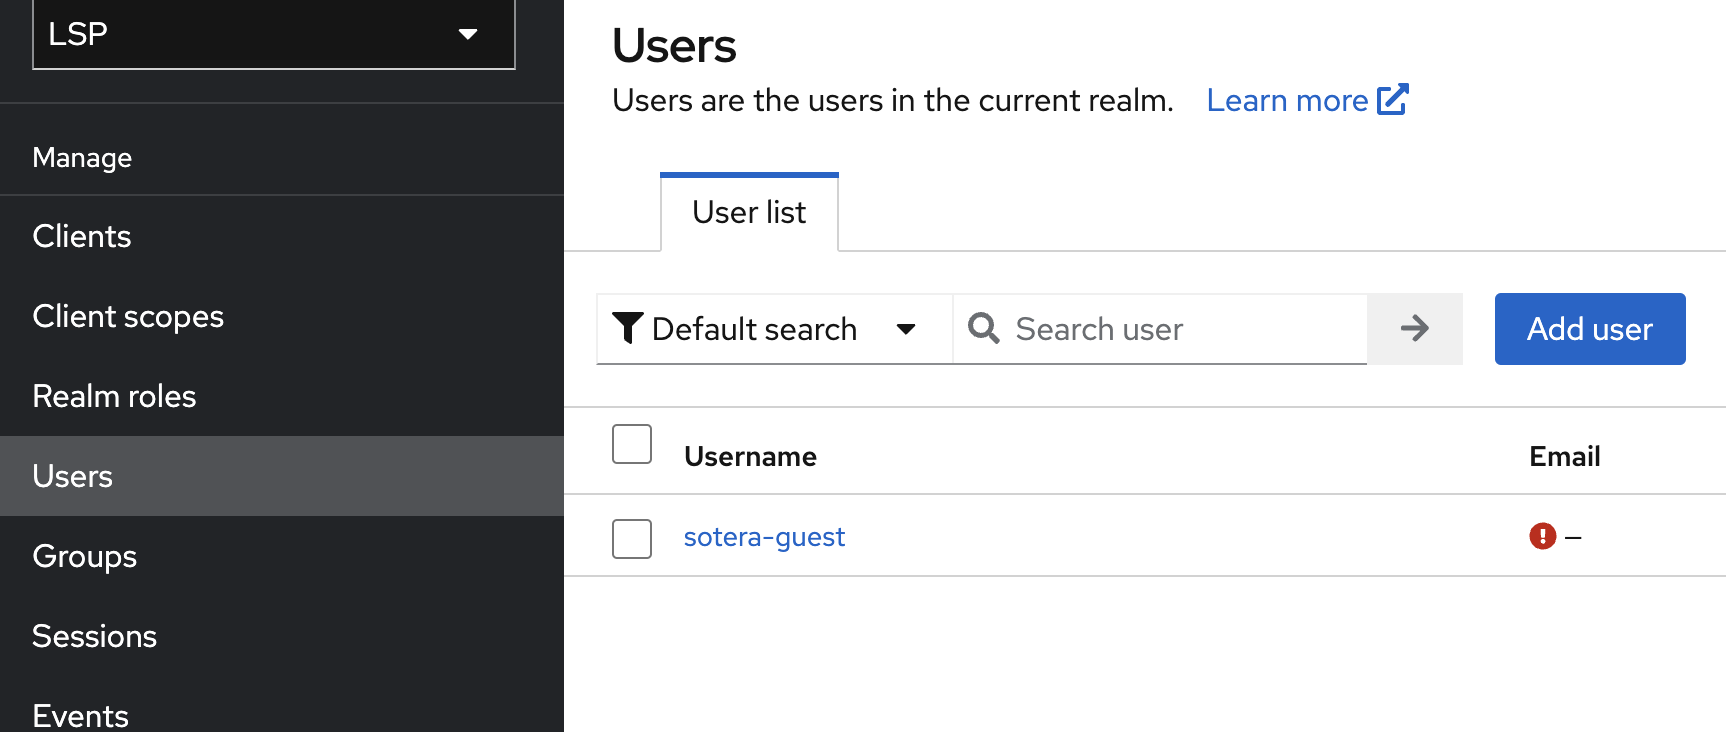 LSP
Manage
Clients
Client scopes
Realm roles
Users
Groups
Sessions
Events
Users
Users are the users in the current realm. Learn more
User list
Default search Search user Add user
Username Email
sotera-guest –